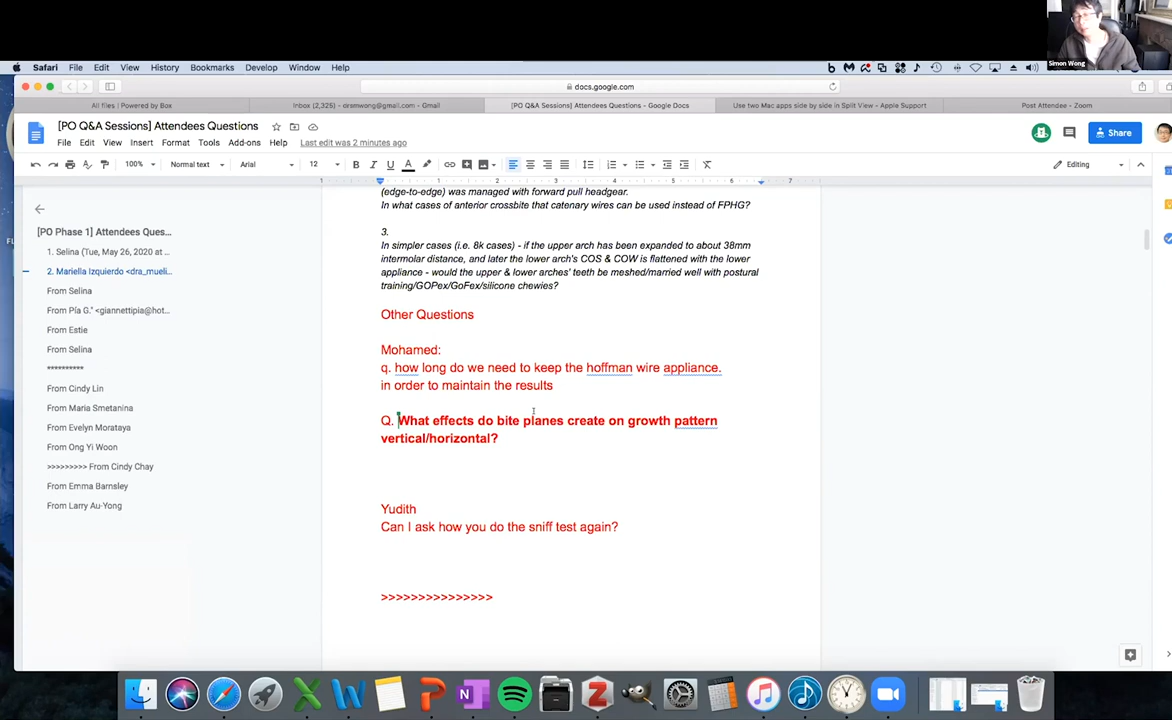 Simon Wong
Safari File Edit View History Bookmarks Develop Window Help
docs.google.com
All files | Powered by Box
Inbox (2,325) - drsmwong@gmail.com - Gmail
[PO Q&A Sessions] Attendees Questions - Google Docs
Use two Mac apps side by side in Split View - Apple Support
Post Attendee - Zoom
[PO Q&A Sessions] Attendees Questions
File Edit View Insert Format Tools Add-ons Help Last edit was 2 minutes ago
Share
100% Normal text Arial 12 B I U A Editing
1 1 2 3 4 5 6 7
[PO Phase 1] Attendees Ques...
1. Selina (Tue, May 26, 2020 at ...
2. Mariella Izquierdo <dra_mueli...
From Selina
From Pía G." <giannettipia@hot...
From Estie
From Selina
**********
From Cindy Lin
From Maria Smetanina
From Evelyn Morataya
From Ong Yi Woon
>>>>>>>>> From Cindy Chay
From Emma Barnsley
From Larry Au-Yong
(edge-to-edge) was managed with forward pull headgear.
In what cases of anterior crossbite that catenary wires can be used instead of FPHG?
3.
In simpler cases (i.e. 8k cases) - if the upper arch has been expanded to about 38mm
intermolar distance, and later the lower arch's COS & COW is flattened with the lower
appliance - would the upper & lower arches' teeth be meshed/married well with postural
training/GOPex/GoFex/silicone chewies?
Other Questions
Mohamed:
q. how long do we need to keep the hoffman wire appliance.
in order to maintain the results
Q. What effects do bite planes create on growth pattern
vertical/horizontal?
Yudith
Can I ask how you do the sniff test again?
>>>>>>>>>>>>>>>